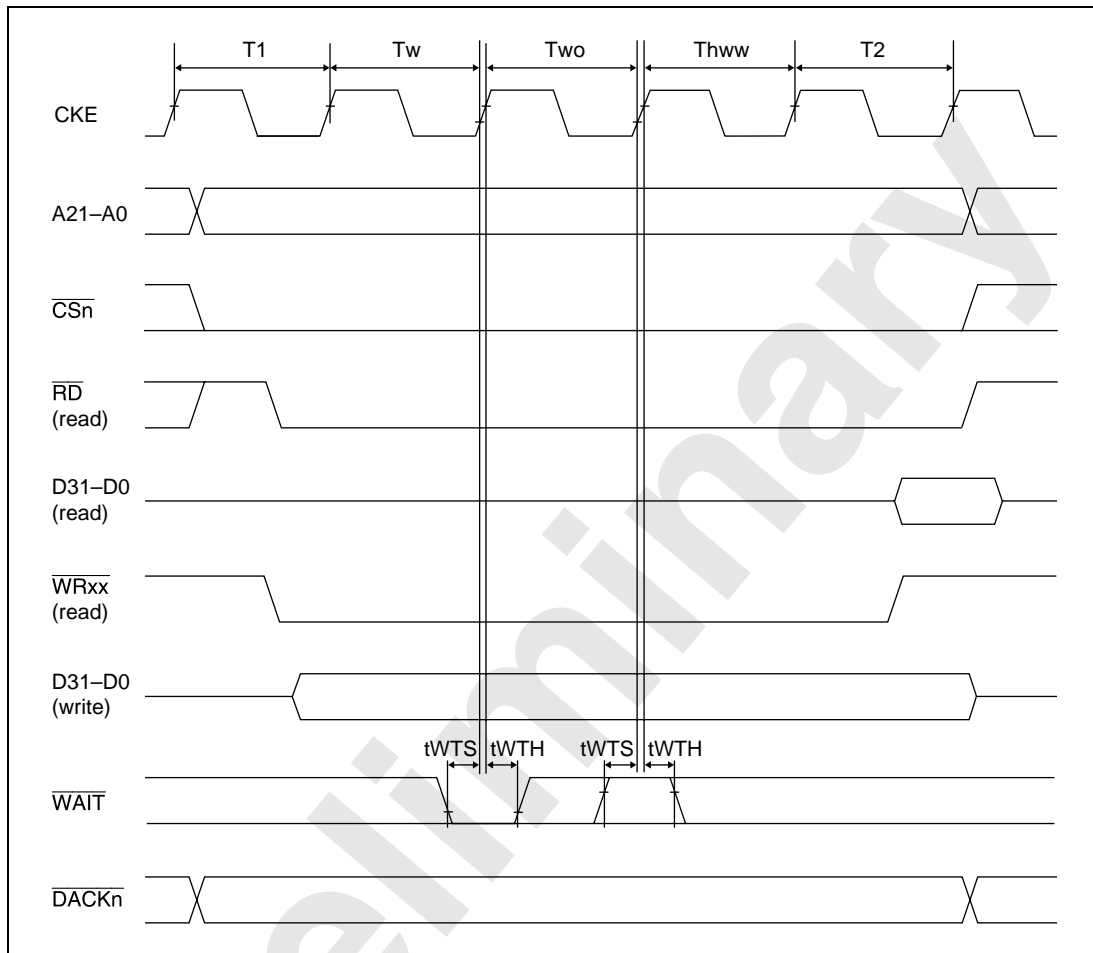 T1 Tw Two Thww T2
CKE
A21–A0
CSn
RD
(read)
D31–D0
(read)
WRxx
(read)
D31–D0
(write)
tWTS tWTH tWTS tWTH
WAIT
DACKn
eliminary